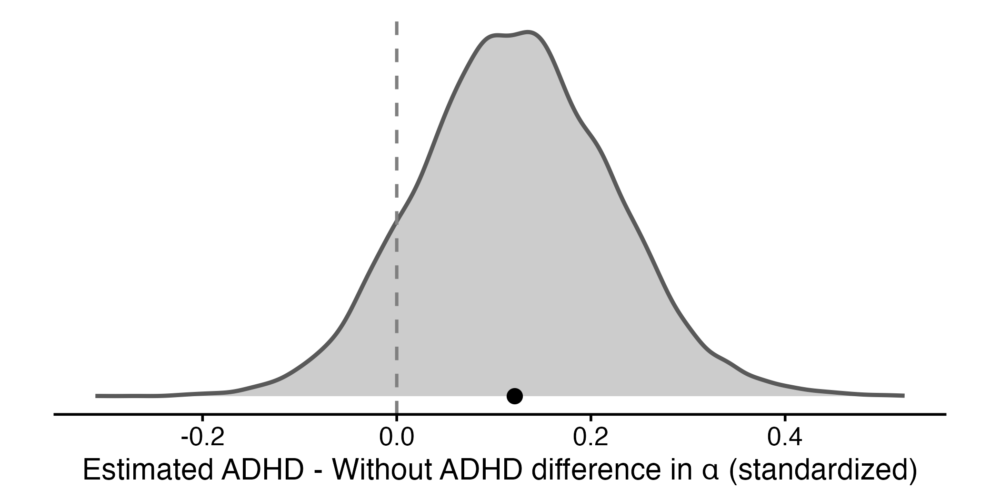 -0.2 0.0 0.2 0.4
Estimated ADHD - Without ADHD difference in α (standardized)